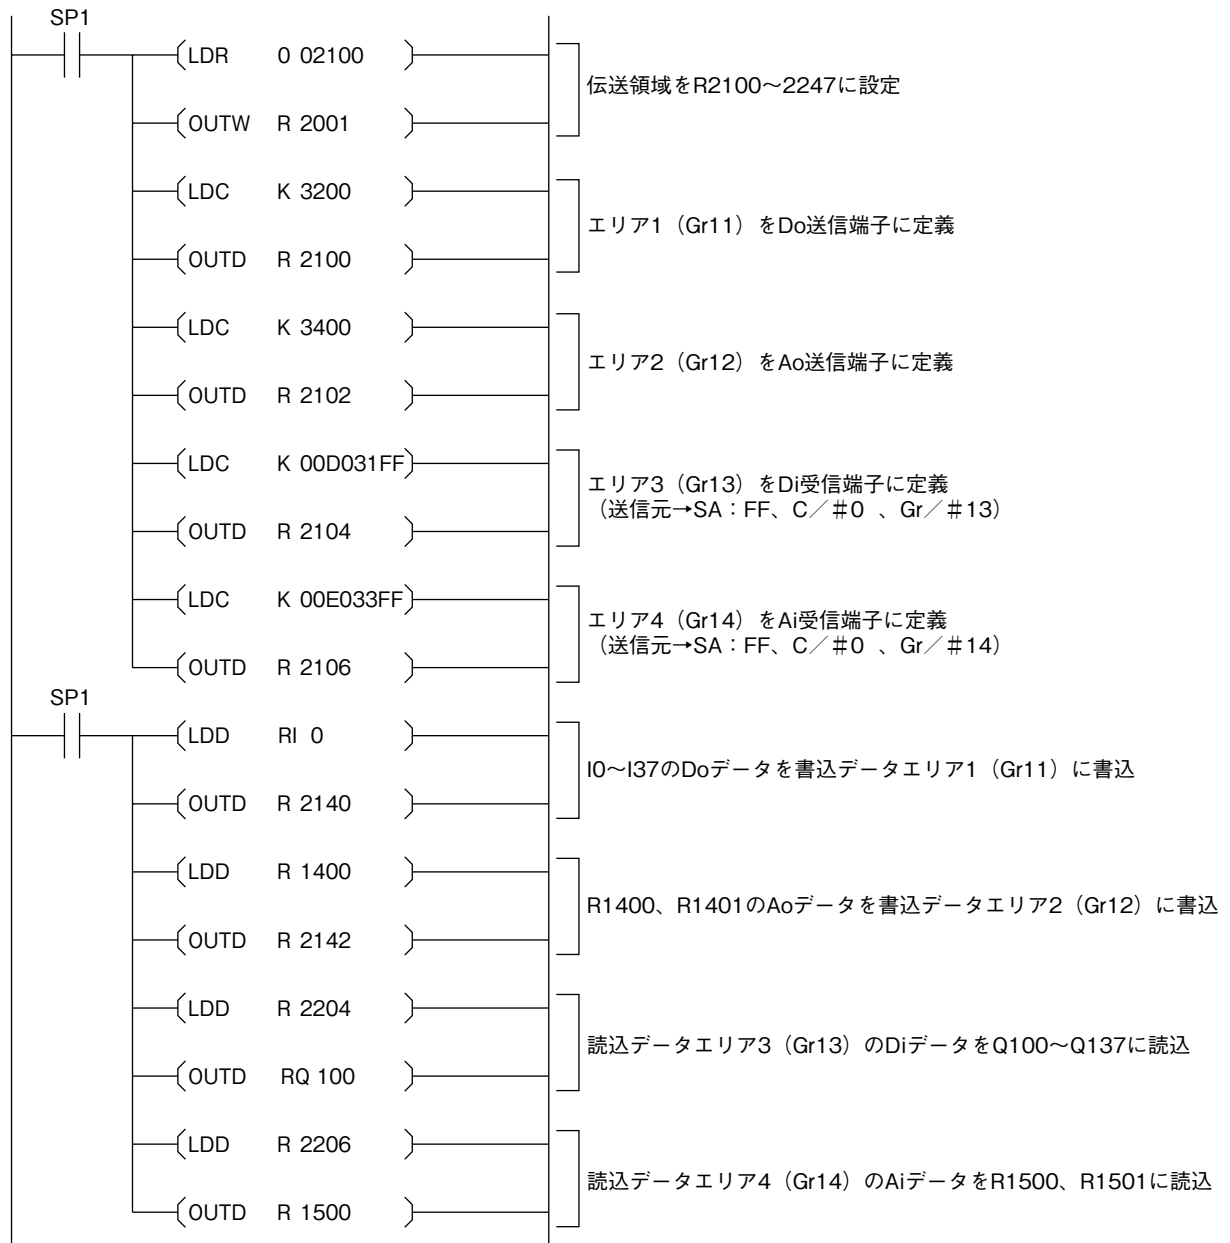 SP1
LDR 0 02100
伝送領域をR2100～2247に設定
OUTW R 2001
LDC K 3200
エリア1（Gr11）をDo送信端子に定義
OUTD R 2100
LDC K 3400
エリア2（Gr12）をAo送信端子に定義
OUTD R 2102
LDC K 00D031FF
エリア3（Gr13）をDi受信端子に定義
（送信元→SA：FF、C／＃0 、Gr／＃13）
OUTD R 2104
LDC K 00E033FF
エリア4（Gr14）をAi受信端子に定義
（送信元→SA：FF、C／＃0 、Gr／＃14）
OUTD R 2106
SP1
LDD RI 0
I0～I37のDoデータを書込データエリア1（Gr11）に書込
OUTD R 2140
LDD R 1400
R1400、R1401のAoデータを書込データエリア2（Gr12）に書込
OUTD R 2142
LDD R 2204
読込データエリア3（Gr13）のDiデータをQ100～Q137に読込
OUTD RQ 100
LDD R 2206
読込データエリア4（Gr14）のAiデータをR1500、R1501に読込
OUTD R 1500